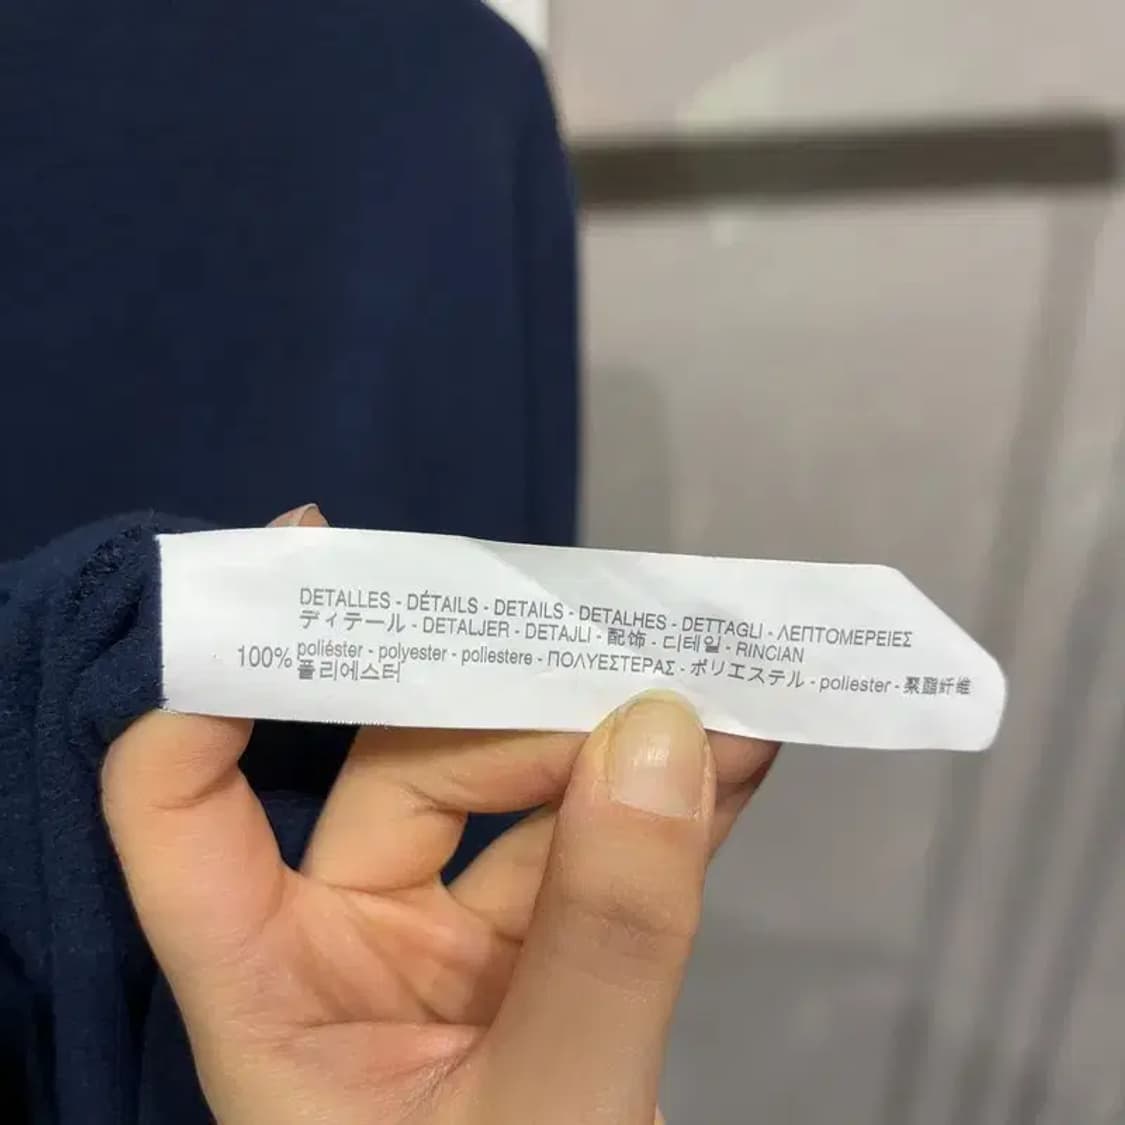 DETALLES - DÉTAILS - DETAILS - DETALHES - DETTAGLI - ΛΕΠΤΟΜΕΡΕΙΕΣ
ディテール - DETALJER - DETAJLI - 配饰 - 디테일 - RINCIAN
100% poliéster - polyester - poliestere - ΠΟΛΥΕΣΤΕΡΑΣ - ポリエステル - poliester - 聚酯纤维
폴리에스터